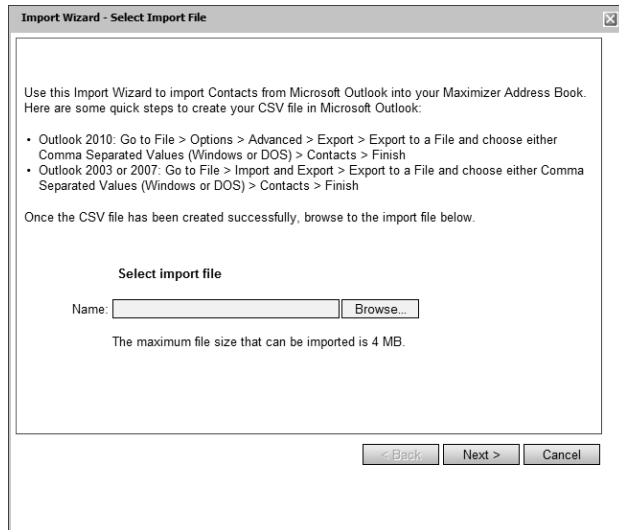 Import Wizard - Select Import File
Use this Import Wizard to import Contacts from Microsoft Outlook into your Maximizer Address Book.
Here are some quick steps to create your CSV file in Microsoft Outlook:
• Outlook 2010: Go to File > Options > Advanced > Export > Export to a File and choose either
Comma Separated Values (Windows or DOS) > Contacts > Finish
• Outlook 2003 or 2007: Go to File > Import and Export > Export to a File and choose either Comma
Separated Values (Windows or DOS) > Contacts > Finish
Once the CSV file has been created successfully, browse to the import file below.
Select import file
Name: Browse...
The maximum file size that can be imported is 4 MB.
< Back Next > Cancel